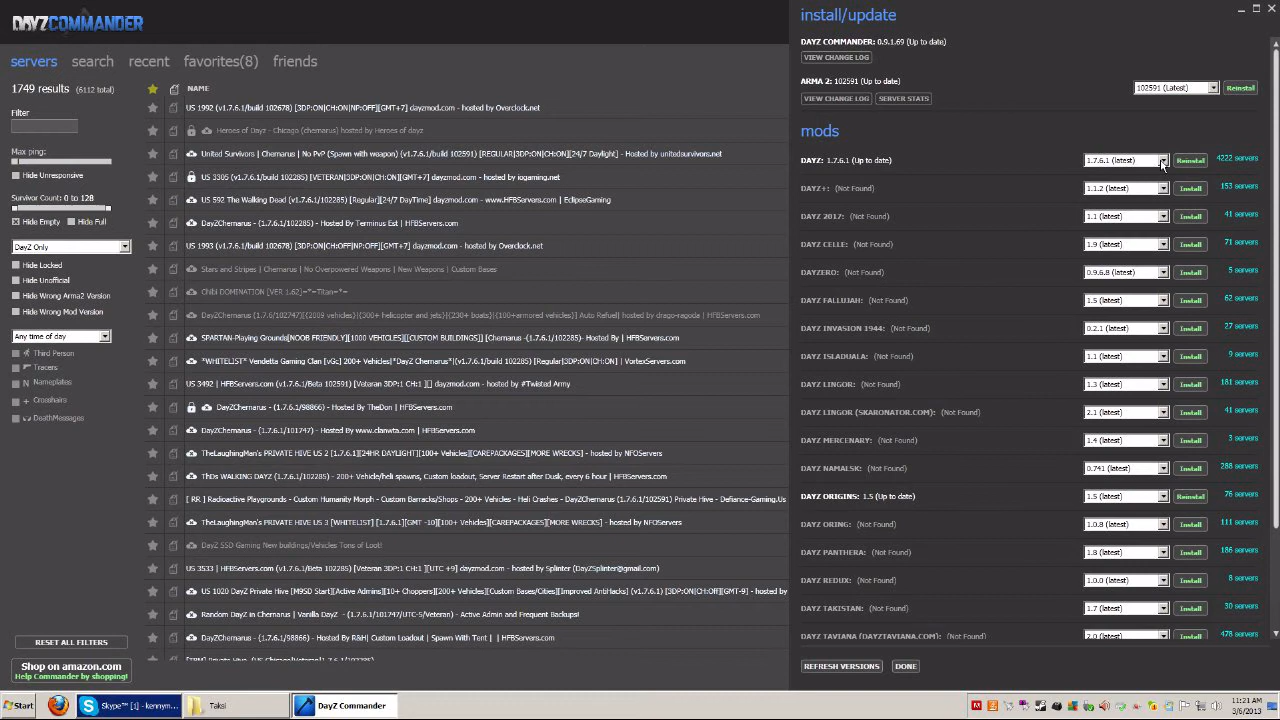 DAYZCOMMANDER
servers search recent favorites(8) friends
1749 results (6112 total)
Filter
Max ping:
Hide Unresponsive
Survivor Count: 0 to 128
Hide Empty Hide Full
DayZ Only
Hide Locked
Hide Unofficial
Hide Wrong Arma2 Version
Hide Wrong Mod Version
Any time of day
Third Person
Tracers
Nameplates
Crosshairs
DeathMessages
RESET ALL FILTERS
Shop on amazon.com
Help Commander by shopping!
NAME
US 1992 (v1.7.6.1/build 102678) [3DP:ON|CH:ON|NP:OFF][GMT+7] dayzmod.com - hosted by Overclock.net
Heroes of Dayz - Chicago (chernarus) hosted by Heroes of dayz
United Survivors | Chernarus | No PvP (Spawn with weapon) (v1.7.6.1/build 102591) [REGULAR|3DP:ON|CH:ON] [24/7 Daylight] - Hosted by unitedsurvivors.net
US 3305 (v1.7.6.1/build 102591) [VETERAN|3DP:ON|CH:ON] - hosted by iogaming.net
US 592 The Walking Dead (v1.7.6.1/102285) [Regular][24/7 DayTime] dayzmod.com - www.HFBServers.com | EclipseGaming
DayZChernarus - (1.7.6.1/102285) - Hosted By Terminus Est | HFBServers.com
US 1993 (v1.7.6.1/build 102678) [3DP:ON|CH:OFF|NP:OFF][GMT+7] dayzmod.com - hosted by Overclock.net
Stars and Stripes | Chernarus | No Overpowered Weapons | New Weapons | Custom Bases
Chibi DOMINATION [VER 1.62]=*=Titan=*=
DayZChernarus (1.7.6/102747)[(2009 vehicles)(300+ helicopter and jets)(230+ boats)(100+armored vehicles)] Auto Refuel| hosted by drago-ragoda | HFBServers.com
SPARTAN-Playing Grounds[NOOB FRIENDLY][1000 VEHICLES][[CUSTOM BUILDINGS]] [Chernarus -(1.7.6.1/102285) - Hosted By | HFBServers.com
*WHITELIST* Vendetta Gaming Clan [vGc] 200+ Vehicles]*DayZ Chernarus*[(v1.7.6.1/build 102591) [Regular|3DP:ON|CH:ON] | VortexServers.com
US 3492 | HFBServers.com (v1.7.6.1/Beta 102591) [Veteran 3DP:1 CH:1 ][] dayzmod.com - hosted by #Twisted Army
DayZChernarus - (1.7.6.1/98866) - Hosted By TheDon | HFBServers.com
DayZChernarus - (1.7.6.1/101747) - Hosted By www.clanwta.com | HFBServers.com
TheLaughingMan's PRIVATE HIVE US 2 [1.7.6.1][24HR DAYLIGHT][100+ Vehicles][CAREPACKAGES][MORE WRECKS] - hosted by NFOServers
THDs WALKING DAYZ (1.7.6.1/102285) - 200+ Vehicle/heli spawns, Custom loadout, Server Restart after Dusk, every 6 hour | HFBServers.com
[ RR ] Radioactive Playgrounds - Custom Humanity Morph - Custom Barracks/Shops - 200+ Vehicles - Heli Crashes - DayZChernarus (1.7.6.1/102591) Private Hive - Defiance-Gaming.Us
TheLaughingMan's PRIVATE HIVE US 3 [WHITELIST] [1.7.6.1][GMT -10][100+ Vehicles][CAREPACKAGES][MORE WRECKS] - hosted by NFOServers
DayZ SSD Gaming New buildings/Vehicles Tons of Loot!
US 3533 | HFBServers.com (v1.7.6.1/Beta 102285) [Veteran 3DP:1 CH:1 ][UTC +9] dayzmod.com - hosted by Splinter (DayZSplinter@gmail.com)
US 1020 DayZ Private Hive [M9SD Start][Active Admins][10+ Choppers][200+ Vehicles][Custom Bases/Cities][Improved AntiHacks] (v1.7.6.1) [3DP:ON|CH:ON][GMT-9] - hosted by
Random DayZ in Chernarus | Vanilla DayZ - (1.7.6.1/101747/UTC-5/Veteran) - Active Admin and Frequent Backups!
DayZChernarus - (1.7.6.1/98866) - Hosted By R&H| Custom Loadout | Spawn With Tent | | HFBServers.com
install/update
DAYZ COMMANDER: 0.9.1.69 (Up to date)
VIEW CHANGE LOG
ARMA 2: 102591 (Up to date) 102591 (Latest) Reinstall
VIEW CHANGE LOG SERVER STATS
mods
DAYZ: 1.7.6.1 (Up to date) 1.7.6.1 (latest) Reinstall 4222 servers
DAYZ+: (Not Found) 1.1.2 (latest) Install 153 servers
DAYZ 2017: (Not Found) 1.1 (latest) Install 41 servers
DAYZ CELLE: (Not Found) 1.9 (latest) Install 71 servers
DAYZERO: (Not Found) 0.9.6.8 (latest) Install 5 servers
DAYZ FALLUJAH: (Not Found) 1.5 (latest) Install 62 servers
DAYZ INVASION 1944: (Not Found) 0.2.1 (latest) Install 27 servers
DAYZ ISLADUALA: (Not Found) 1.1 (latest) Install 9 servers
DAYZ LINGOR: (Not Found) 1.3 (latest) Install 181 servers
DAYZ LINGOR (SKARONATOR.COM): (Not Found) 2.1 (latest) Install 41 servers
DAYZ MERCENARY: (Not Found) 1.4 (latest) Install 3 servers
DAYZ NAMALSK: (Not Found) 0.741 (latest) Install 288 servers
DAYZ ORIGINS: 1.5 (Up to date) 1.5 (latest) Reinstall 76 servers
DAYZ ORING: (Not Found) 1.0.8 (latest) Install 111 servers
DAYZ PANTHERA: (Not Found) 1.8 (latest) Install 186 servers
DAYZ REDUX: (Not Found) 1.0.0 (latest) Install 8 servers
DAYZ TAKISTAN: (Not Found) 1.7 (latest) Install 30 servers
DAYZ TAVIANA (DAYZTAVIANA.COM): (Not Found) 2.0 (latest) Install 478 servers
REFRESH VERSIONS DONE
Start Skype™ [1] - kennym... Taksi DayZ Commander
11:21 AM
3/6/2013